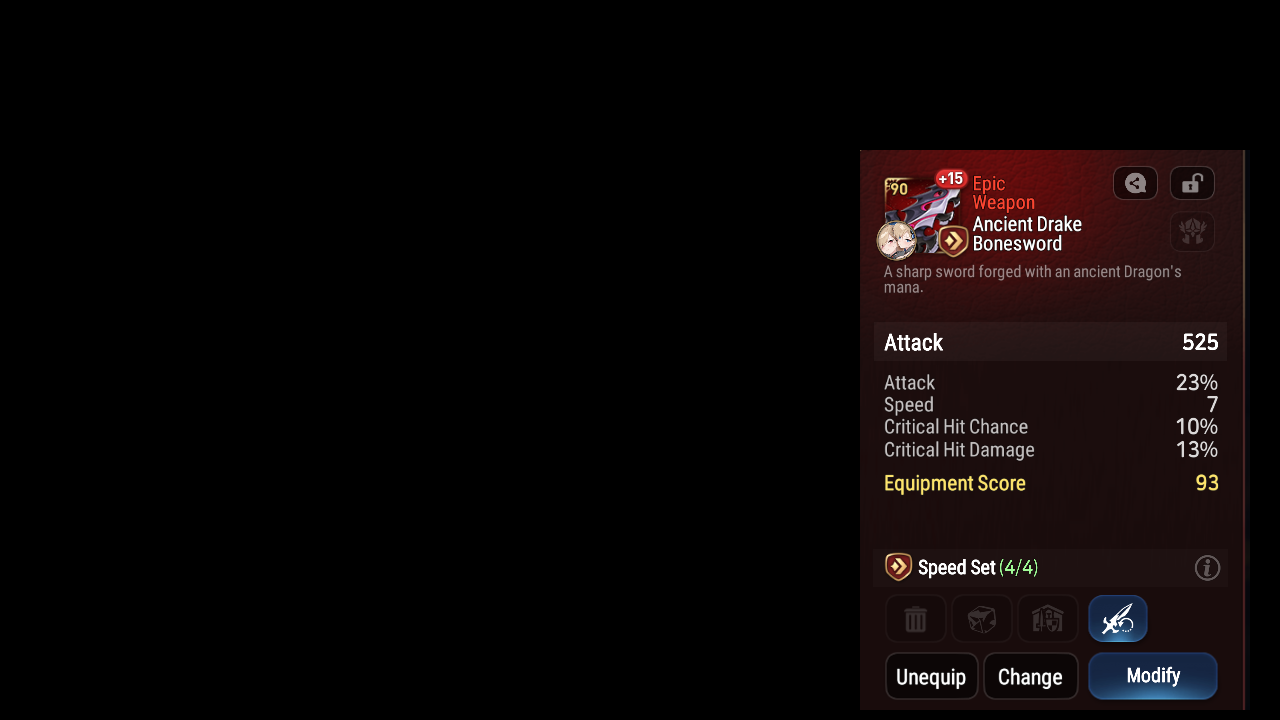 90
+15
Epic
Weapon
Ancient Drake
Bonesword
A sharp sword forged with an ancient Dragon's
mana.
Attack 525
Attack 23%
Speed 7
Critical Hit Chance 10%
Critical Hit Damage 13%
Equipment Score 93
Speed Set (4/4)
Unequip Change Modify